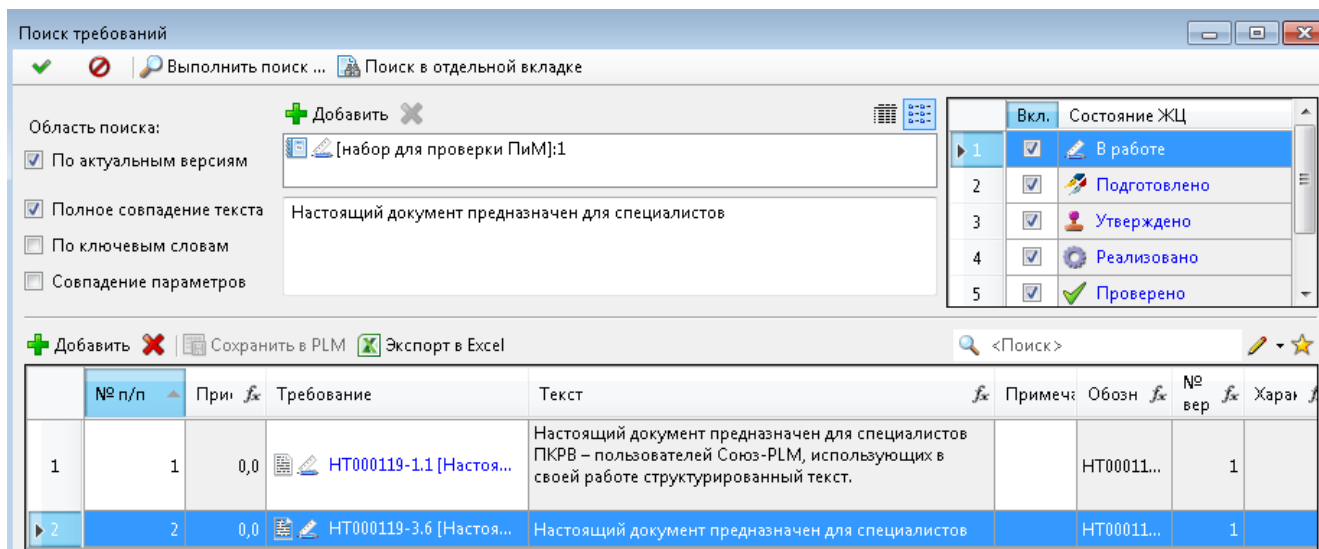 Поиск требований
Выполнить поиск ... Поиск в отдельной вкладке
Область поиска:
По актуальным версиям
Полное совпадение текста
По ключевым словам
Совпадение параметров
Добавить
[набор для проверки ПиМ]:1
Настоящий документ предназначен для специалистов
Вкл. Состояние ЖЦ
1 В работе
2 Подготовлено
3 Утверждено
4 Реализовано
5 Проверено
Добавить Сохранить в PLM Экспорт в Excel <Поиск>
№ п/п При fx Требование Текст fx Примеча Обозн fx № вер fx Харак
1 1 0,0 НТ000119-1.1 [Настоя... Настоящий документ предназначен для специалистов
ПКРВ – пользователей Союз-PLM, использующих в
своей работе структурированный текст. НТ00011... 1
2 2 0,0 НТ000119-3.6 [Настоя... Настоящий документ предназначен для специалистов НТ00011... 1